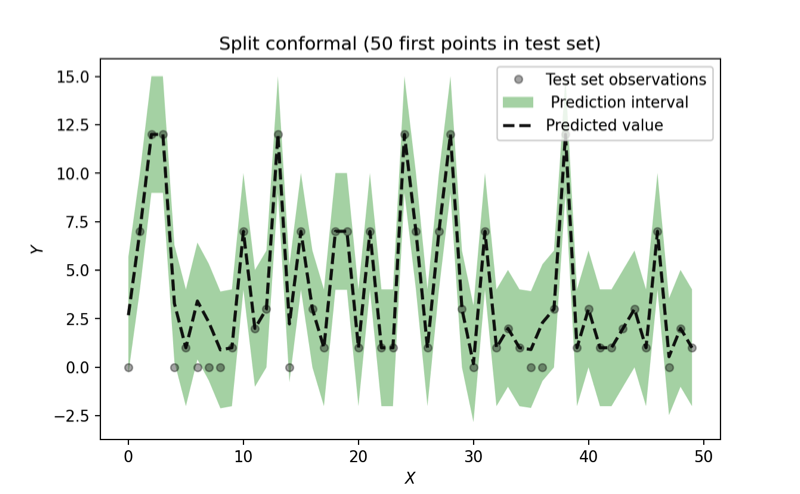 Split conformal (50 first points in test set)
Test set observations
Prediction interval
Predicted value
Y
15.0
12.5
10.0
7.5
5.0
2.5
0.0
−2.5
0 10 20 30 40 50
X